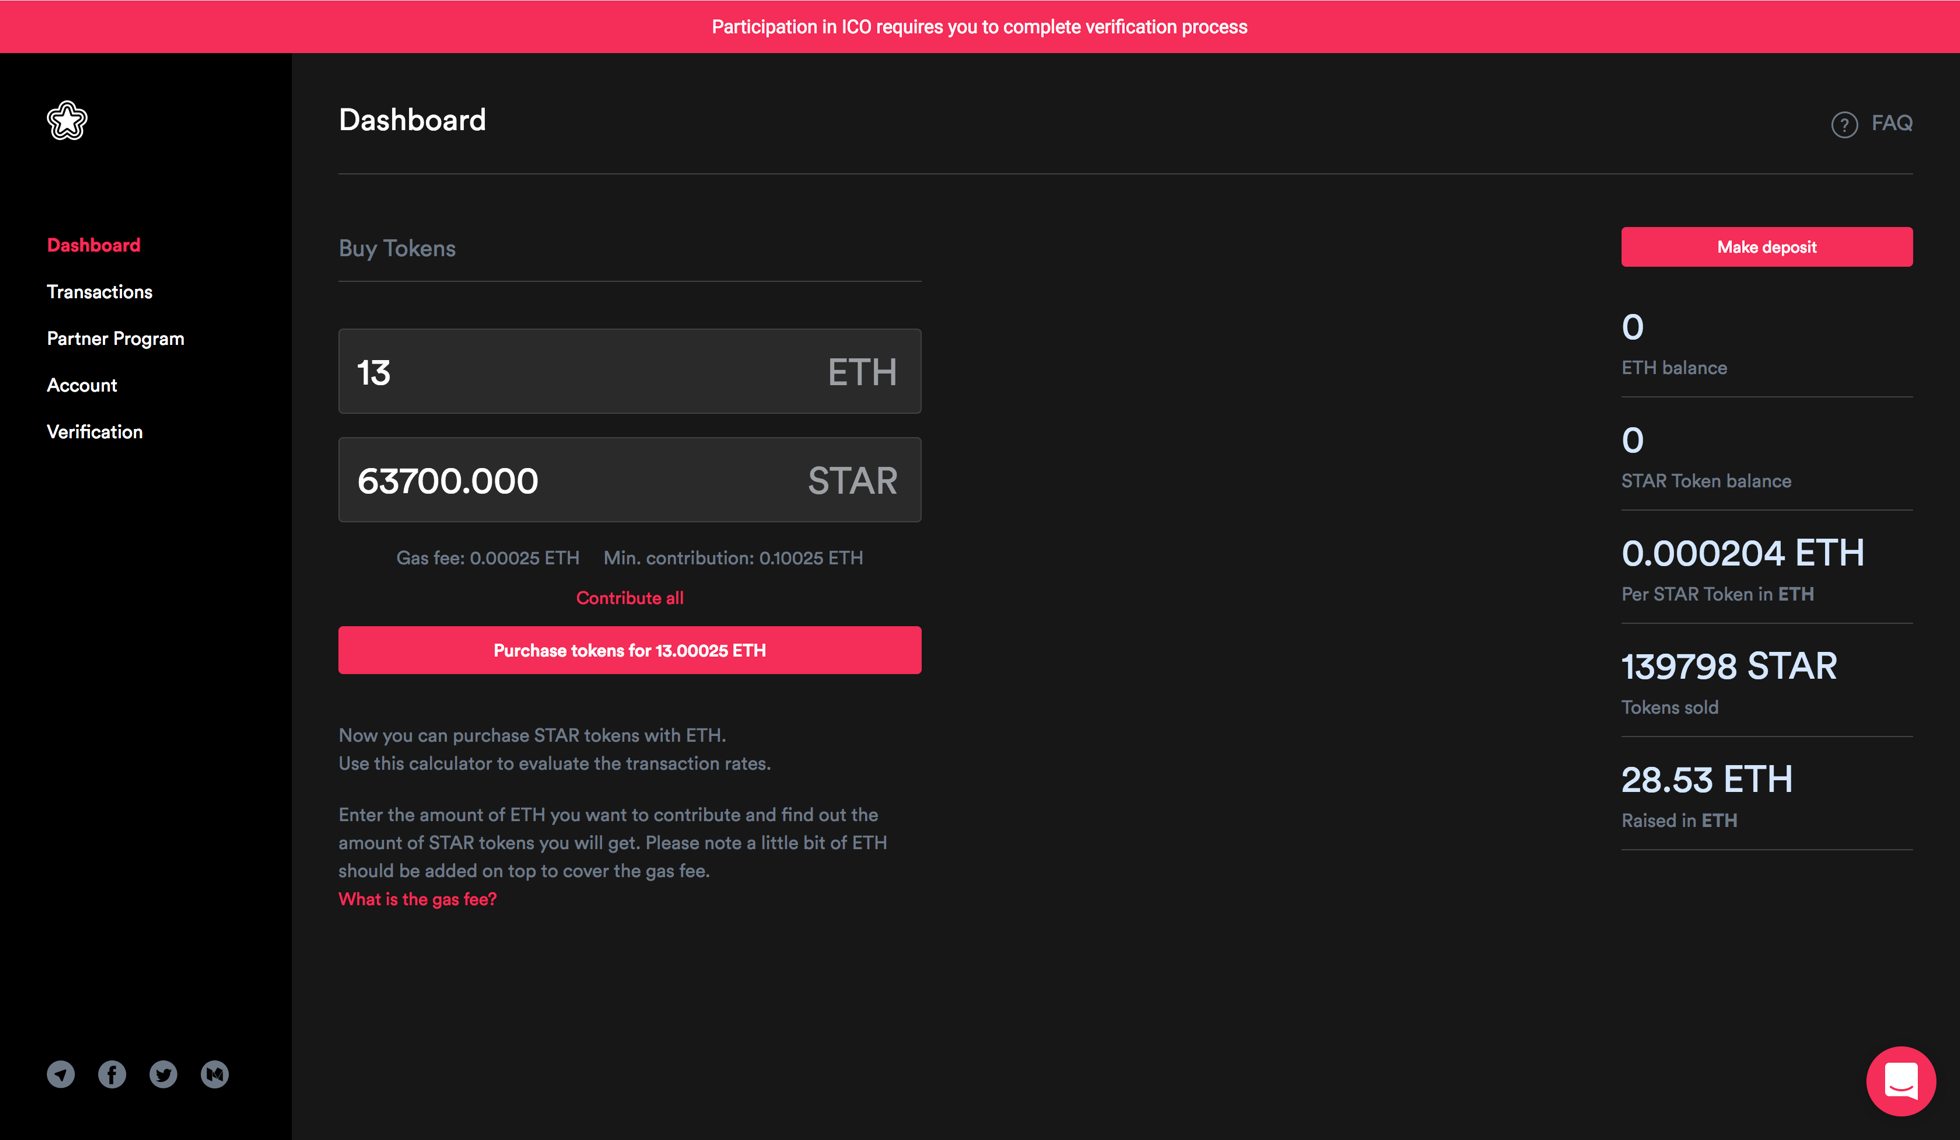 Participation in ICO requires you to complete verification process
Dashboard
FAQ
Dashboard
Transactions
Partner Program
Account
Verification
Buy Tokens
13 ETH
63700.000 STAR
Gas fee: 0.00025 ETH Min. contribution: 0.10025 ETH
Contribute all
Purchase tokens for 13.00025 ETH
Now you can purchase STAR tokens with ETH.
Use this calculator to evaluate the transaction rates.
Enter the amount of ETH you want to contribute and find out the
amount of STAR tokens you will get. Please note a little bit of ETH
should be added on top to cover the gas fee.
What is the gas fee?
Make deposit
0
ETH balance
0
STAR Token balance
0.000204 ETH
Per STAR Token in ETH
139798 STAR
Tokens sold
28.53 ETH
Raised in ETH